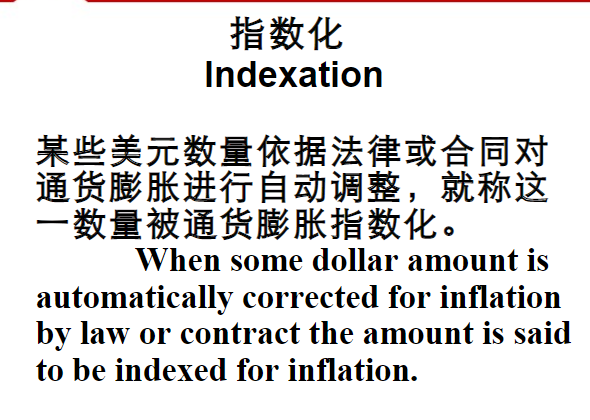 指数化
Indexation
某些美元数量依据法律或合同对
通货膨胀进行自动调整，就称这
一数量被通货膨胀指数化。
When some dollar amount is
automatically corrected for inflation
by law or contract the amount is said
to be indexed for inflation.